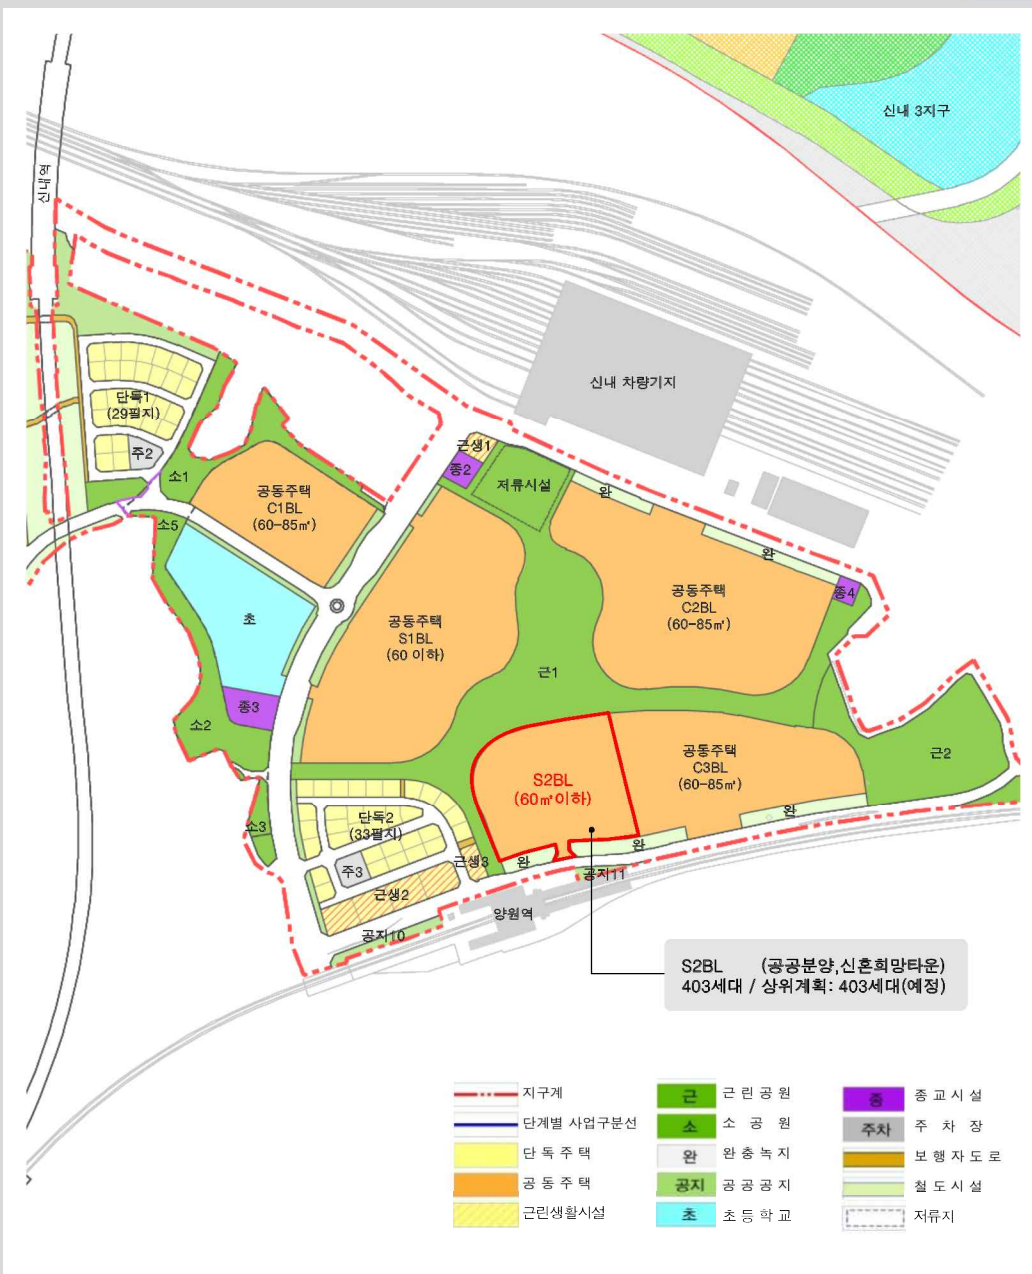 신내 3지구
신내역
신내 차량기지
단독1
(29필지)
주2
근생1
종2
저류시설
완
소1
공동주택
C1BL
(60-85㎡)
소5
완
종4
초
공동주택
S1BL
(60 이하)
공동주택
C2BL
(60-85㎡)
근1
종3
소2
근2
공동주택
C3BL
(60-85㎡)
S2BL
(60㎡이하)
완
소3
단독2
(33필지)
완
근생3
완
주3
공지11
근생2
양원역
공지10
S2BL (공공분양,신혼희망타운)
403세대 / 상위계획: 403세대(예정)
지구계
단계별 사업구분선
단독주택
공동주택
근린생활시설
근 근린공원
소 소공원
완 완충녹지
공지 공공공지
초 초등학교
종 종교시설
주차 주차장
보행자도로
철도시설
저류지